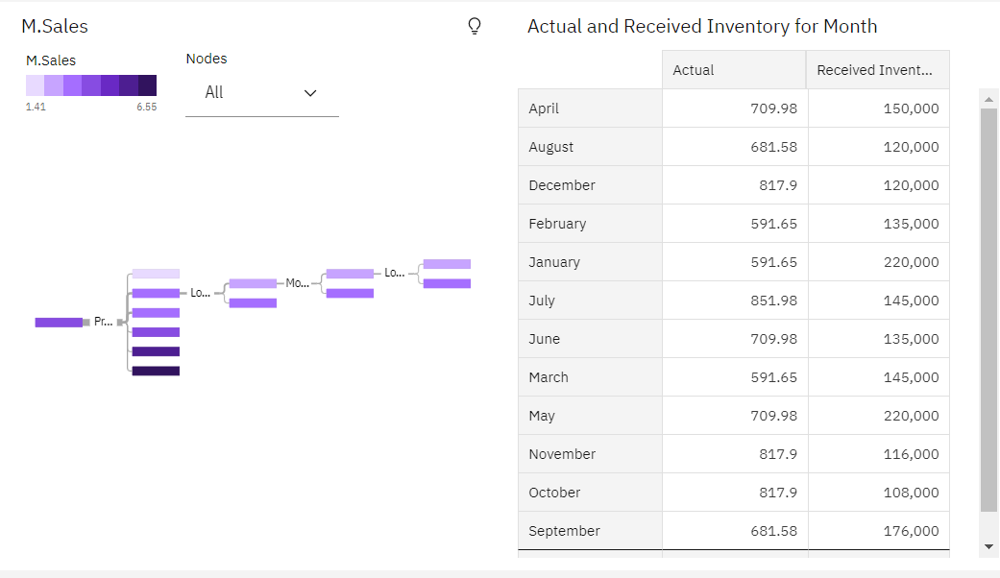 M.Sales
M.Sales
Nodes
All
1.41 6.55
Pr...
Lo...
Mo...
Lo...
Actual and Received Inventory for Month
Actual Received Invent...
April 709.98 150,000
August 681.58 120,000
December 817.9 120,000
February 591.65 135,000
January 591.65 220,000
July 851.98 145,000
June 709.98 135,000
March 591.65 145,000
May 709.98 220,000
November 817.9 116,000
October 817.9 108,000
September 681.58 176,000